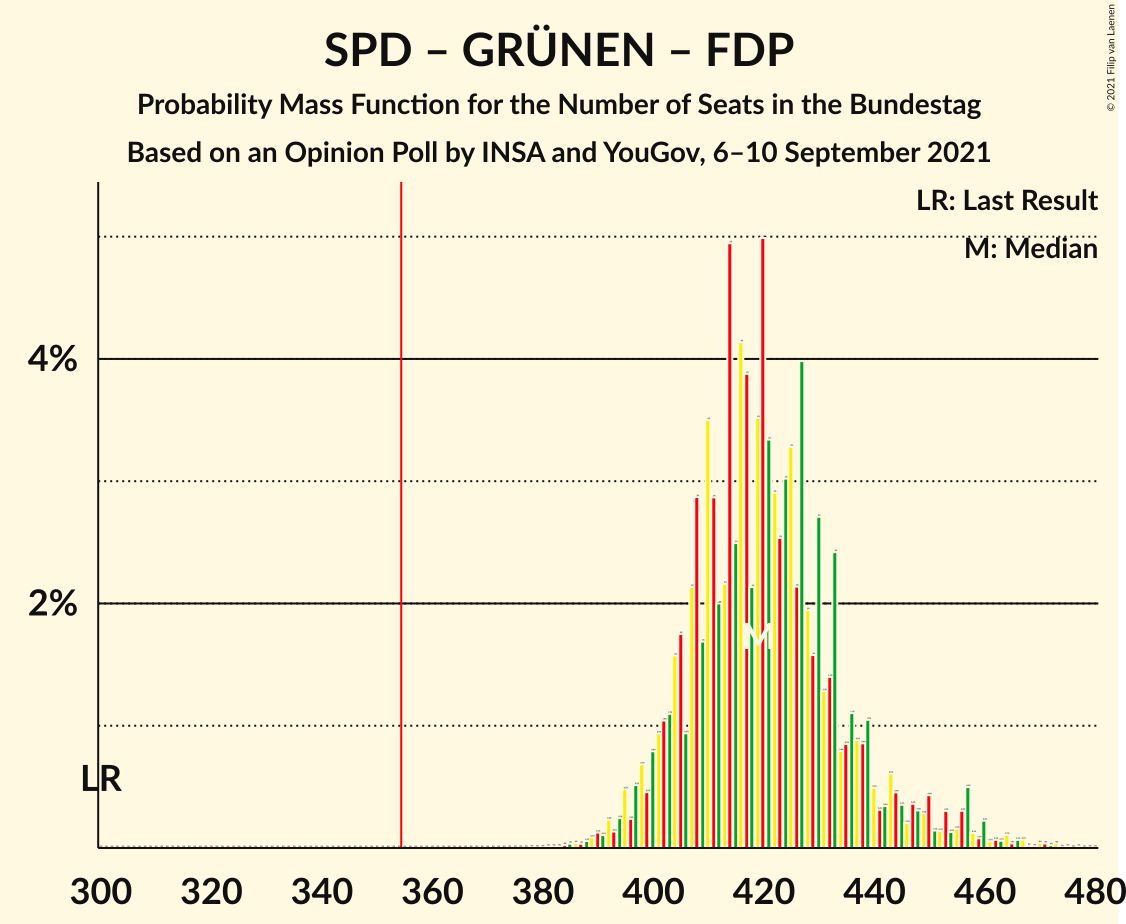 SPD – GRÜNEN – FDP
Probability Mass Function for the Number of Seats in the Bundestag
Based on an Opinion Poll by INSA and YouGov, 6–10 September 2021
© 2021 Filip van Laenen
LR: Last Result
M: Median
4%
2%
M
LR
300 320 340 360 380 400 420 440 460 480